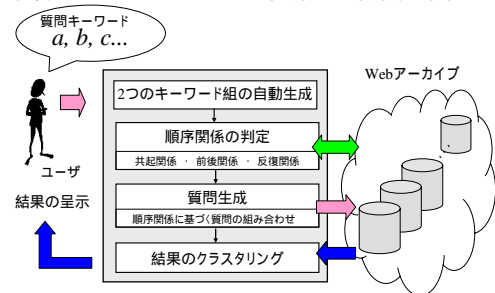 質問キーワード
a, b, c...
Webアーカイブ
2つのキーワード組の自動生成
順序関係の判定
共起関係 ・ 前後関係 ・ 反復関係
ユーザ
質問生成
結果の呈示
順序関係に基づく質問の組み合わせ
結果のクラスタリング